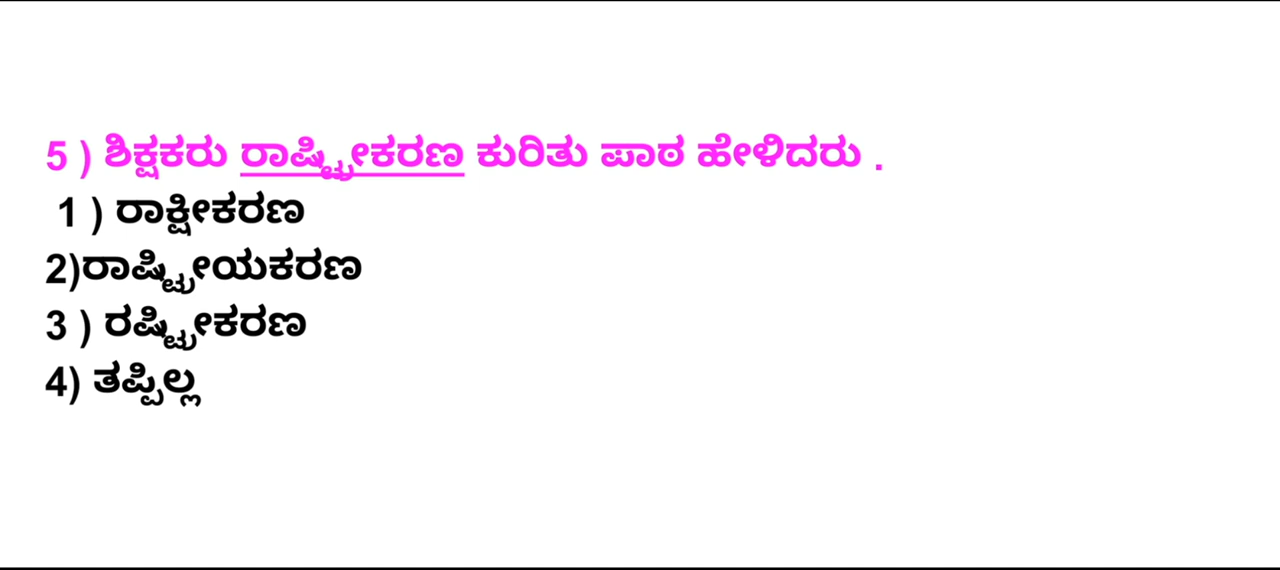 5 ) ಶಿಕ್ಷಕರು ರಾಷ್ಟ್ರೀಕರಣ ಕುರಿತು ಪಾಠ ಹೇಳಿದರು .
1 ) ರಾಕ್ಷೀಕರಣ
2)ರಾಷ್ಟ್ರೀಯಕರಣ
3 ) ರಷ್ಟ್ರೀಕರಣ
4) ತಪ್ಪಿಲ್ಲ